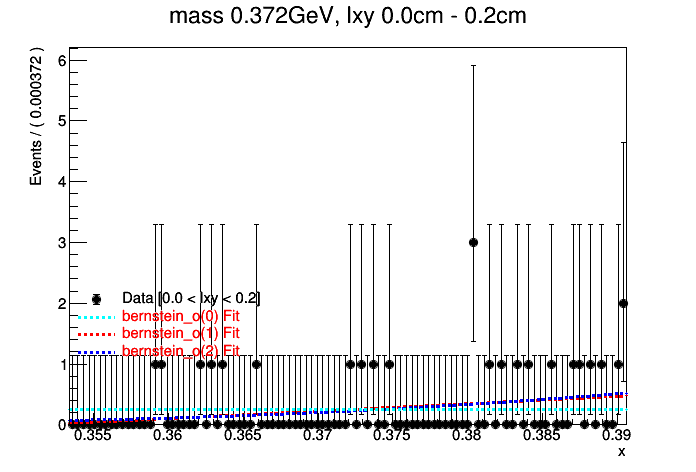 mass 0.372GeV, lxy 0.0cm - 0.2cm
Events / ( 0.000372 )
6
5
4
3
2
1
0
Data [0.0 < lxy < 0.2]
bernstein_o(0) Fit
bernstein_o(1) Fit
bernstein_o(2) Fit
0.355 0.36 0.365 0.37 0.375 0.38 0.385 0.39
x